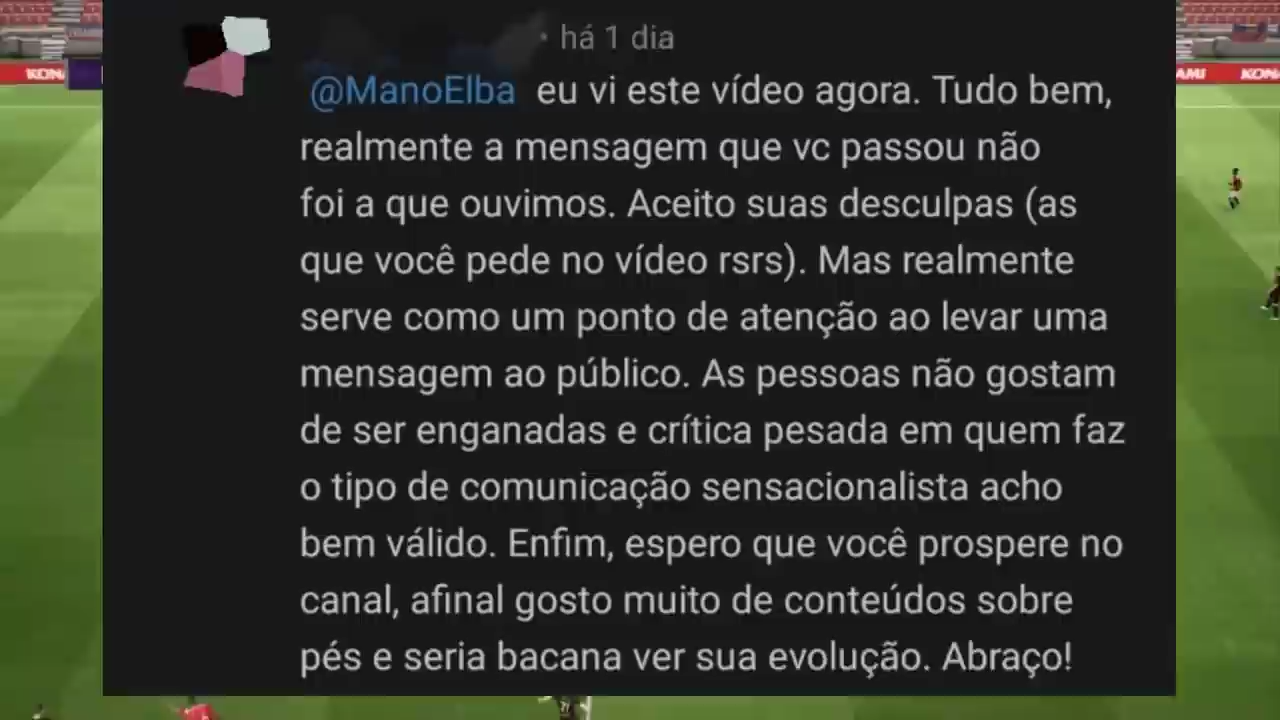 • há 1 dia
@ManoElba eu vi este vídeo agora. Tudo bem,
realmente a mensagem que vc passou não
foi a que ouvimos. Aceito suas desculpas (as
que você pede no vídeo rsrs). Mas realmente
serve como um ponto de atenção ao levar uma
mensagem ao público. As pessoas não gostam
de ser enganadas e crítica pesada em quem faz
o tipo de comunicação sensacionalista acho
bem válido. Enfim, espero que você prospere no
canal, afinal gosto muito de conteúdos sobre
pés e seria bacana ver sua evolução. Abraço!
KONA
AMI
KON